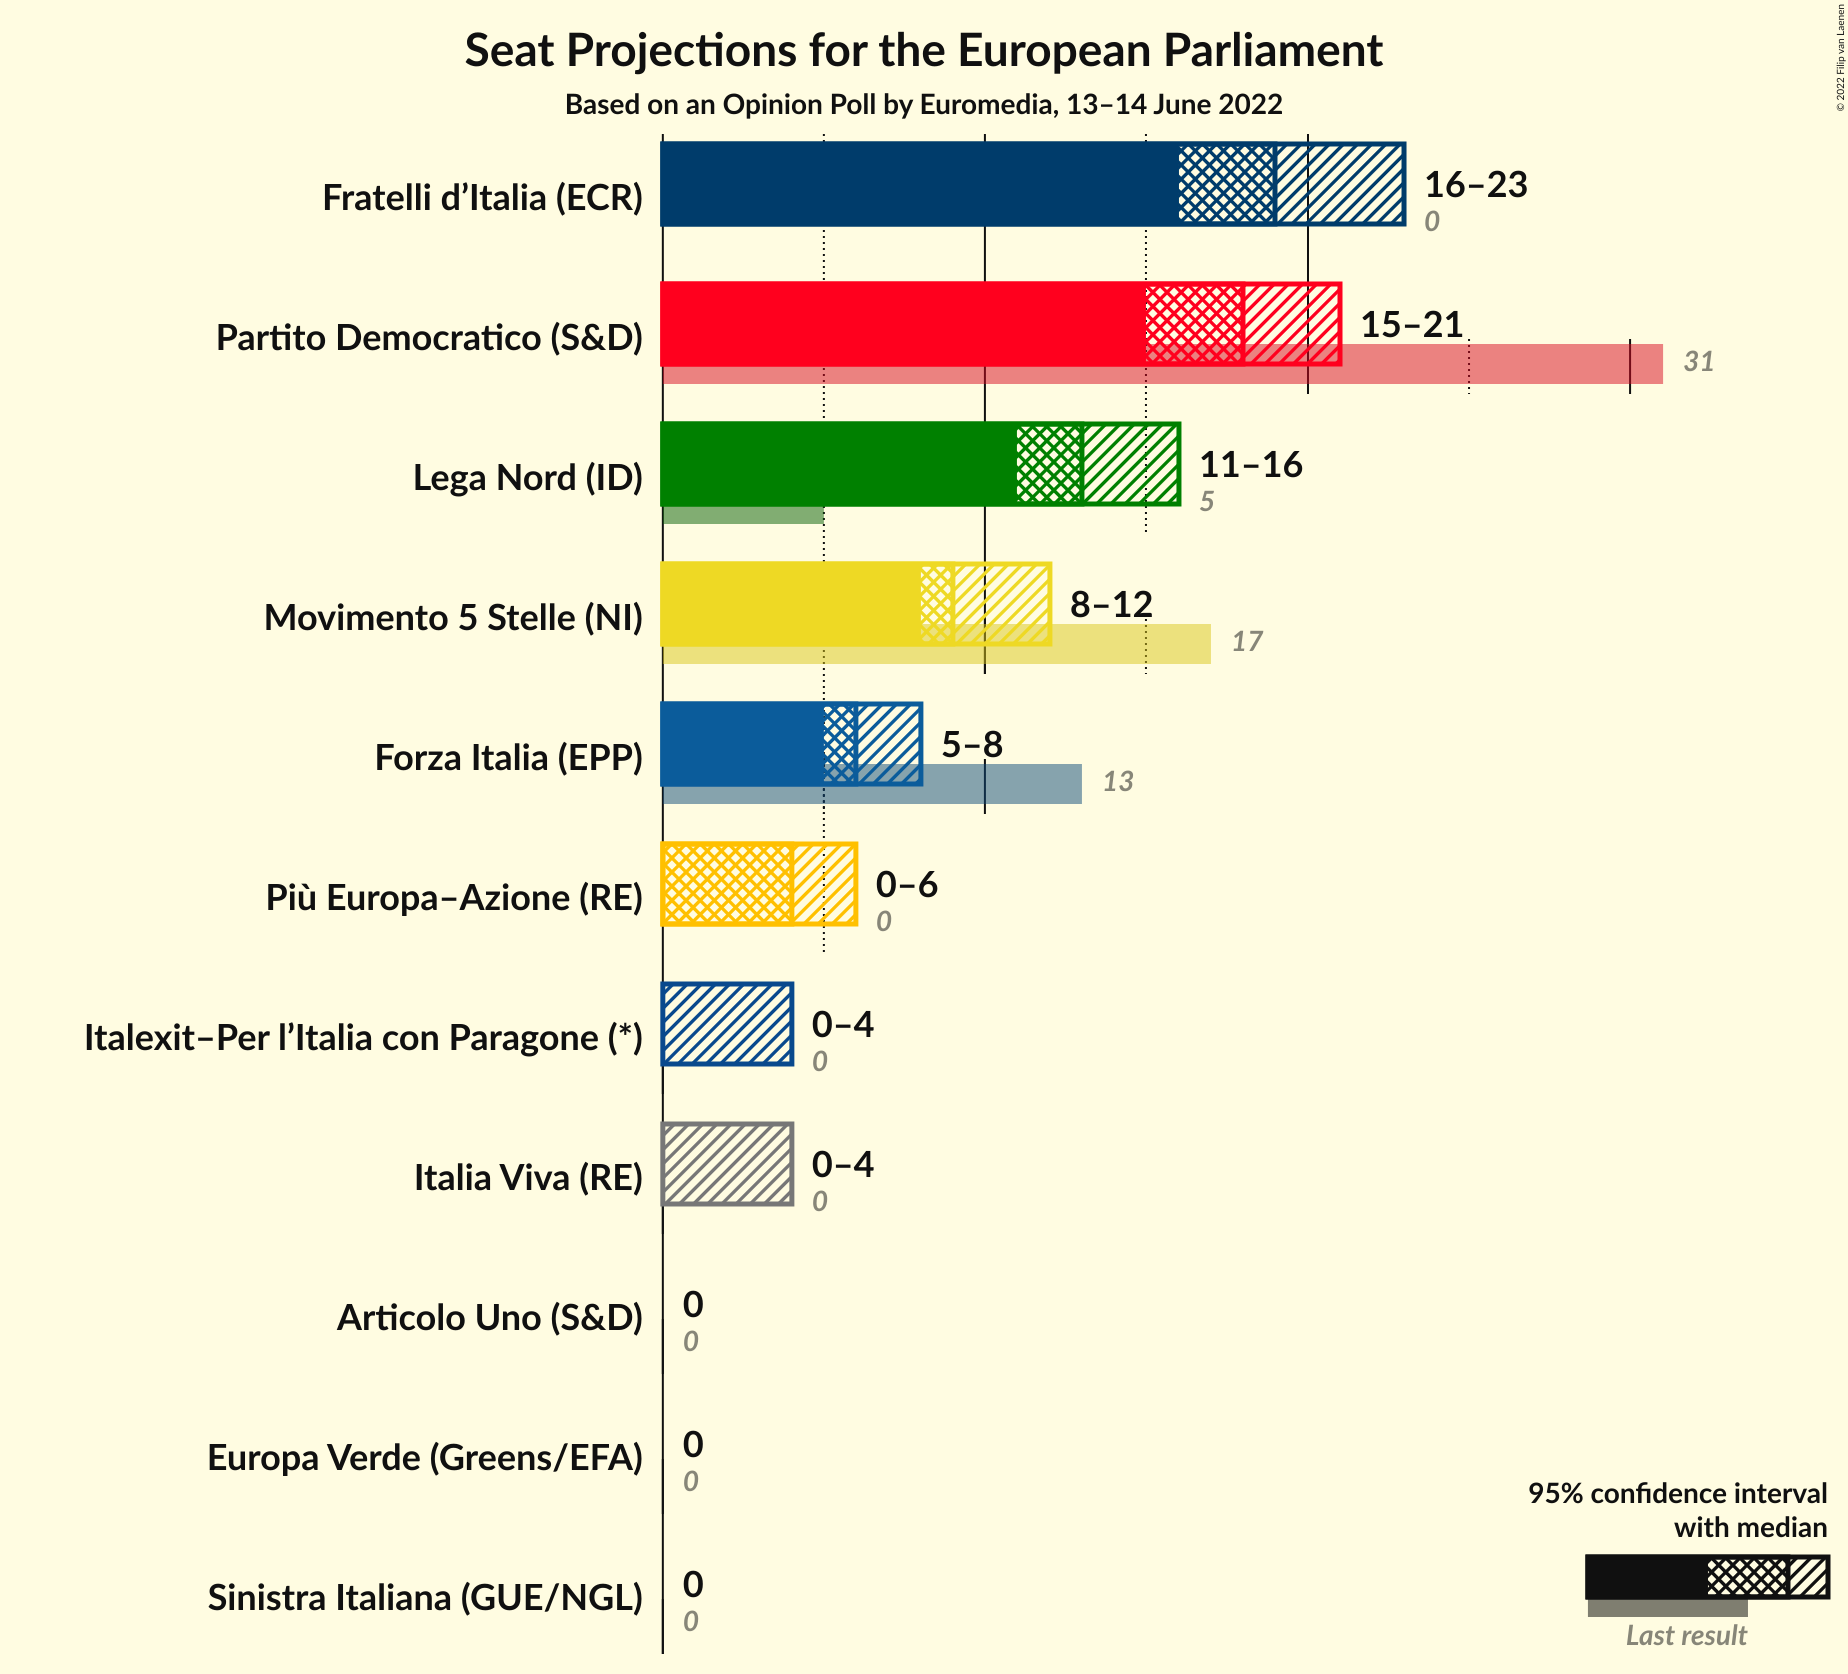 Seat Projections for the European Parliament
Based on an Opinion Poll by Euromedia, 13–14 June 2022
© 2022 Filip van Laenen
Fratelli d’Italia (ECR)
16–23
0
Partito Democratico (S&D)
15–21
31
Lega Nord (ID)
11–16
5
Movimento 5 Stelle (NI)
8–12
17
Forza Italia (EPP)
5–8
13
Più Europa–Azione (RE)
0–6
0
Italexit–Per l’Italia con Paragone (*)
0–4
0
Italia Viva (RE)
0–4
0
Articolo Uno (S&D)
0
0
Europa Verde (Greens/EFA)
0
0
Sinistra Italiana (GUE/NGL)
0
0
95% confidence interval
with median
Last result